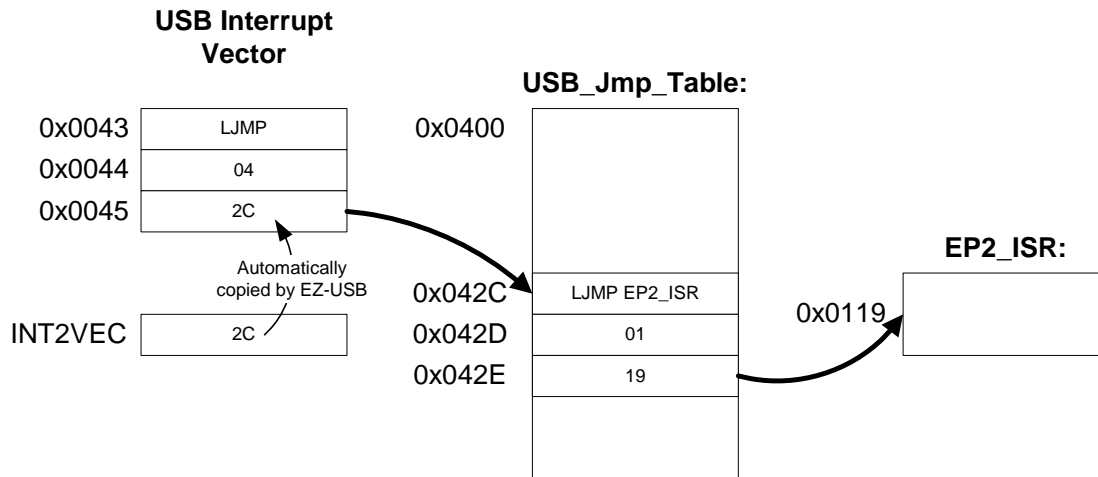 USB Interrupt
Vector
USB_Jmp_Table:
0x0043
LJMP
0x0400
0x0044
04
0x0045
2C
EP2_ISR:
Automatically
copied by EZ-USB
0x042C
LJMP EP2_ISR
0x0119
INT2VEC
2C
0x042D
01
0x042E
19